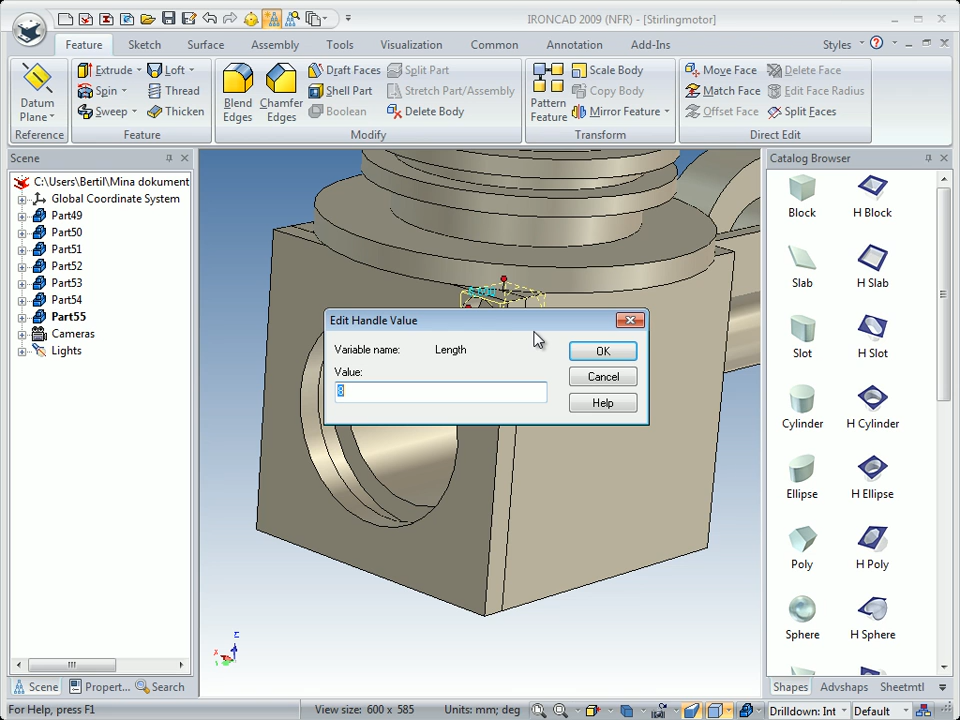 IRONCAD 2009 (NFR) - [Stirlingmotor]
Feature Sketch Surface Assembly Tools Visualization Common Annotation Add-Ins Styles
Datum Plane
Reference
Extrude Loft
Spin Thread
Sweep Thicken
Feature
Blend Edges
Chamfer Edges
Draft Faces Split Part
Shell Part Stretch Part/Assembly
Boolean Delete Body
Modify
Pattern Feature
Scale Body
Copy Body
Mirror Feature
Transform
Move Face Delete Face
Match Face Edit Face Radius
Offset Face Split Faces
Direct Edit
Scene
C:\Users\Bertil\Mina dokument
Global Coordinate System
Part49
Part50
Part51
Part52
Part53
Part54
Part55
Cameras
Lights
Edit Handle Value
Variable name: Length
Value:
8
OK
Cancel
Help
Catalog Browser
Block H Block
Slab H Slab
Slot H Slot
Cylinder H Cylinder
Ellipse H Ellipse
Poly H Poly
Sphere H Sphere
Scene Propert... Search
Shapes Advshaps Sheetmtl
For Help, press F1
View size: 600 x 585
Units: mm; deg
Drilldown: Int
Default